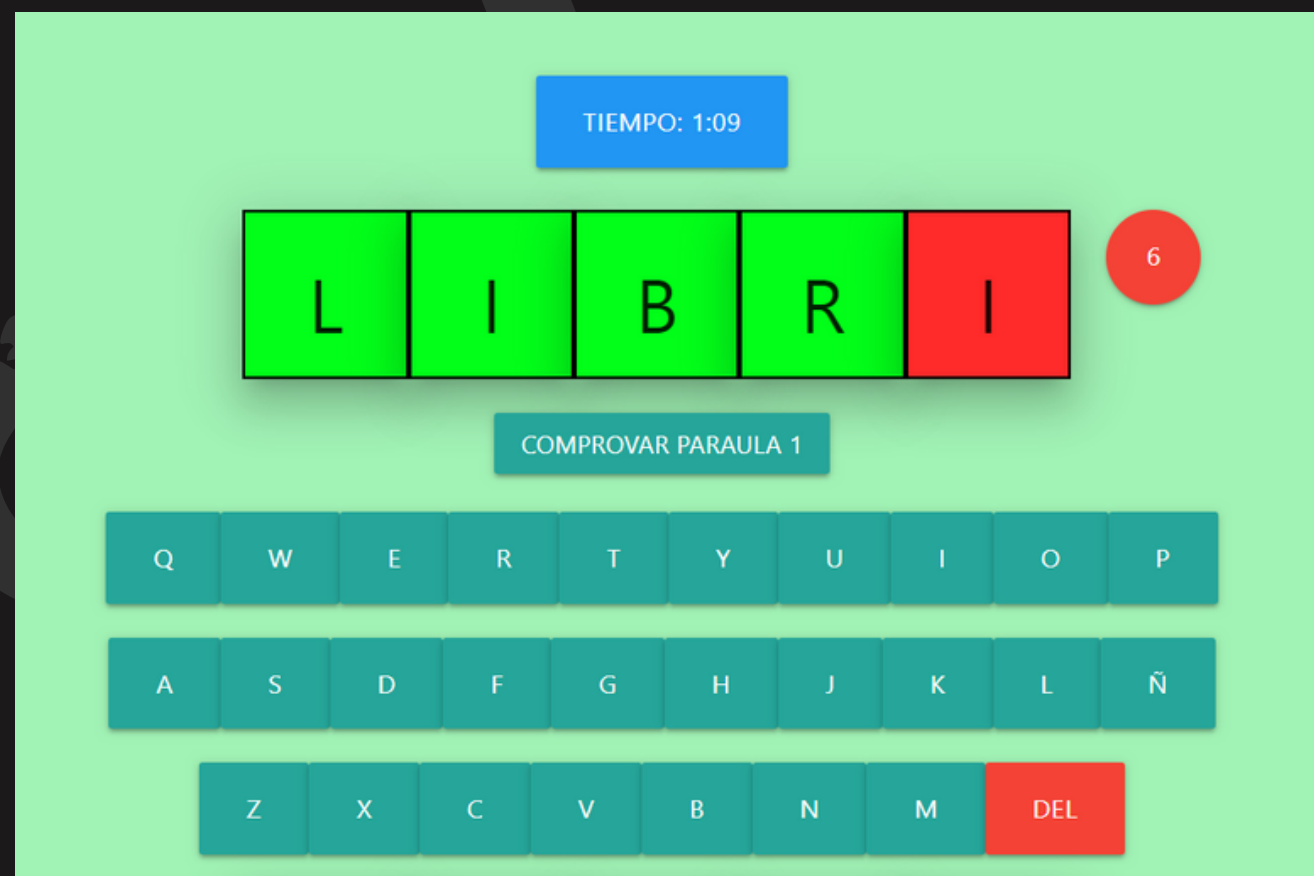 TIEMPO: 1:09
L I B R I
6
COMPROVAR PARAULA 1
Q W E R T Y U I O P
A S D F G H J K L Ñ
Z X C V B N M DEL